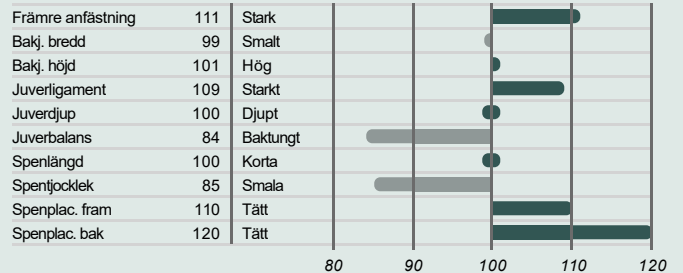 Främre anfästning 111 Stark
Bakj. bredd 99 Smalt
Bakj. höjd 101 Hög
Juverligament 109 Starkt
Juverdjup 100 Djupt
Juverbalans 84 Baktungt
Spenlängd 100 Korta
Spentjocklek 85 Smala
Spenplac. fram 110 Tätt
Spenplac. bak 120 Tätt
80 90 100 110 120